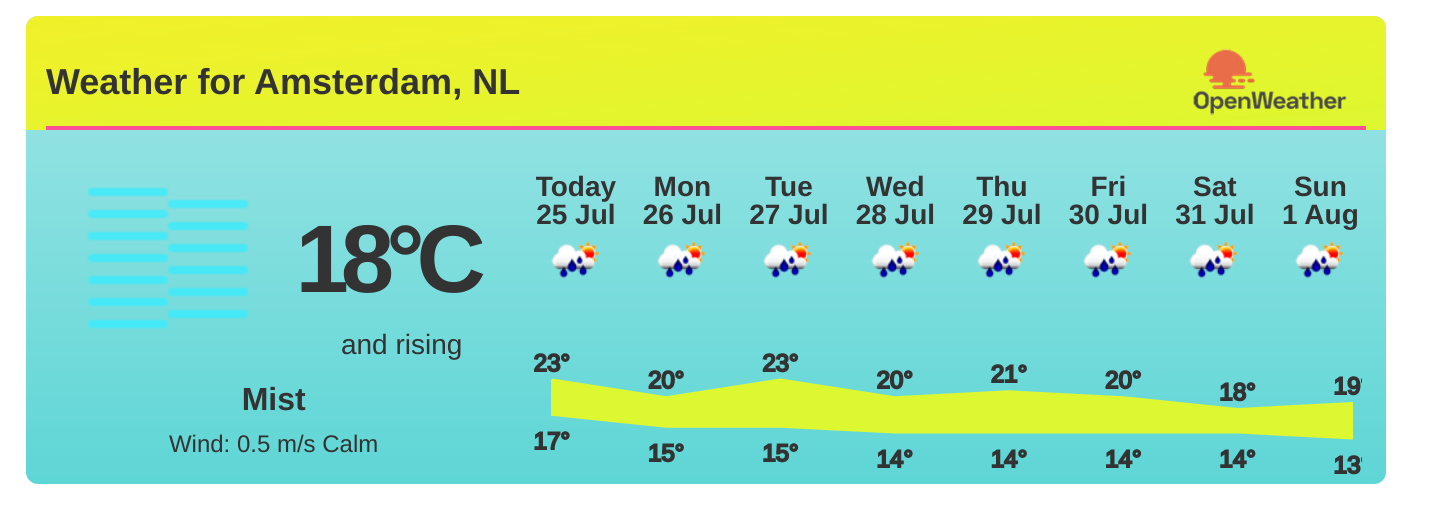 Weather for Amsterdam, NL
OpenWeather
Today Mon Tue Wed Thu Fri Sat Sun
25 Jul 26 Jul 27 Jul 28 Jul 29 Jul 30 Jul 31 Jul 1 Aug
18°C
and rising
Mist
Wind: 0.5 m/s Calm
23° 20° 23° 20° 21° 20° 18° 19°
17° 15° 15° 14° 14° 14° 14° 13°